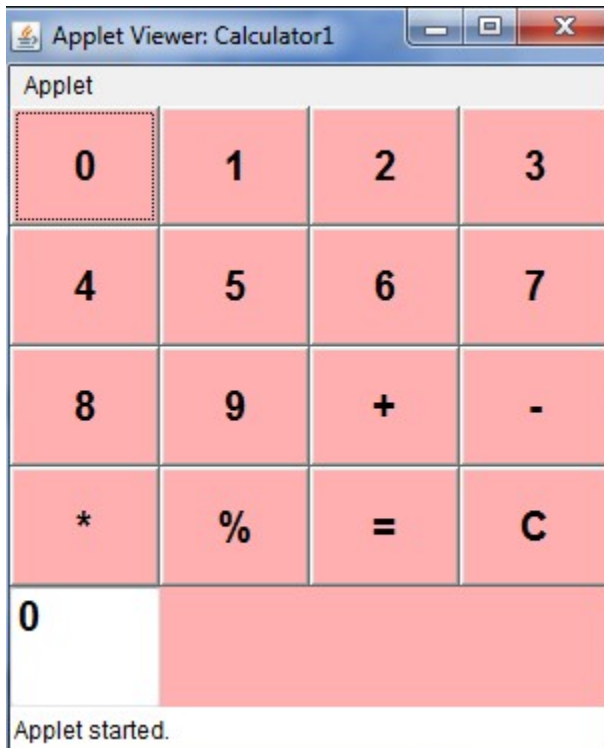 Applet Viewer: Calculator1
Applet
0 1 2 3
4 5 6 7
8 9 + -
* % = C
0
Applet started.